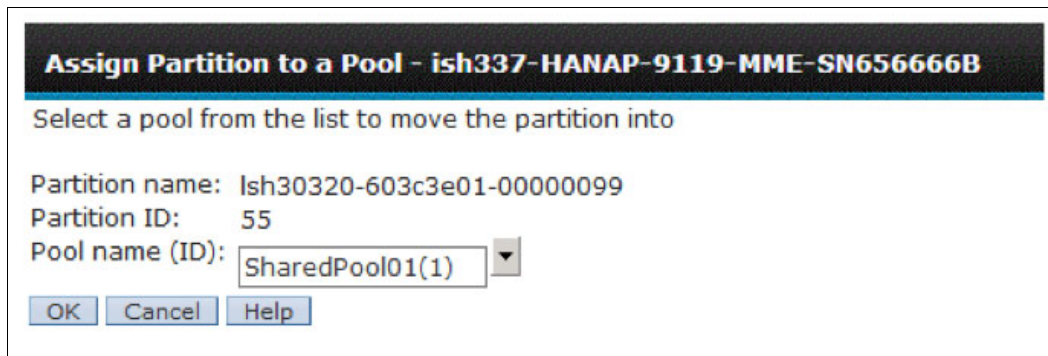 Assign Partition to a Pool - ish337-HANAP-9119-MME-SN656666B
Select a pool from the list to move the partition into
Partition name: lsh30320-603c3e01-00000099
Partition ID: 55
Pool name (ID): SharedPool01(1)
OK Cancel Help